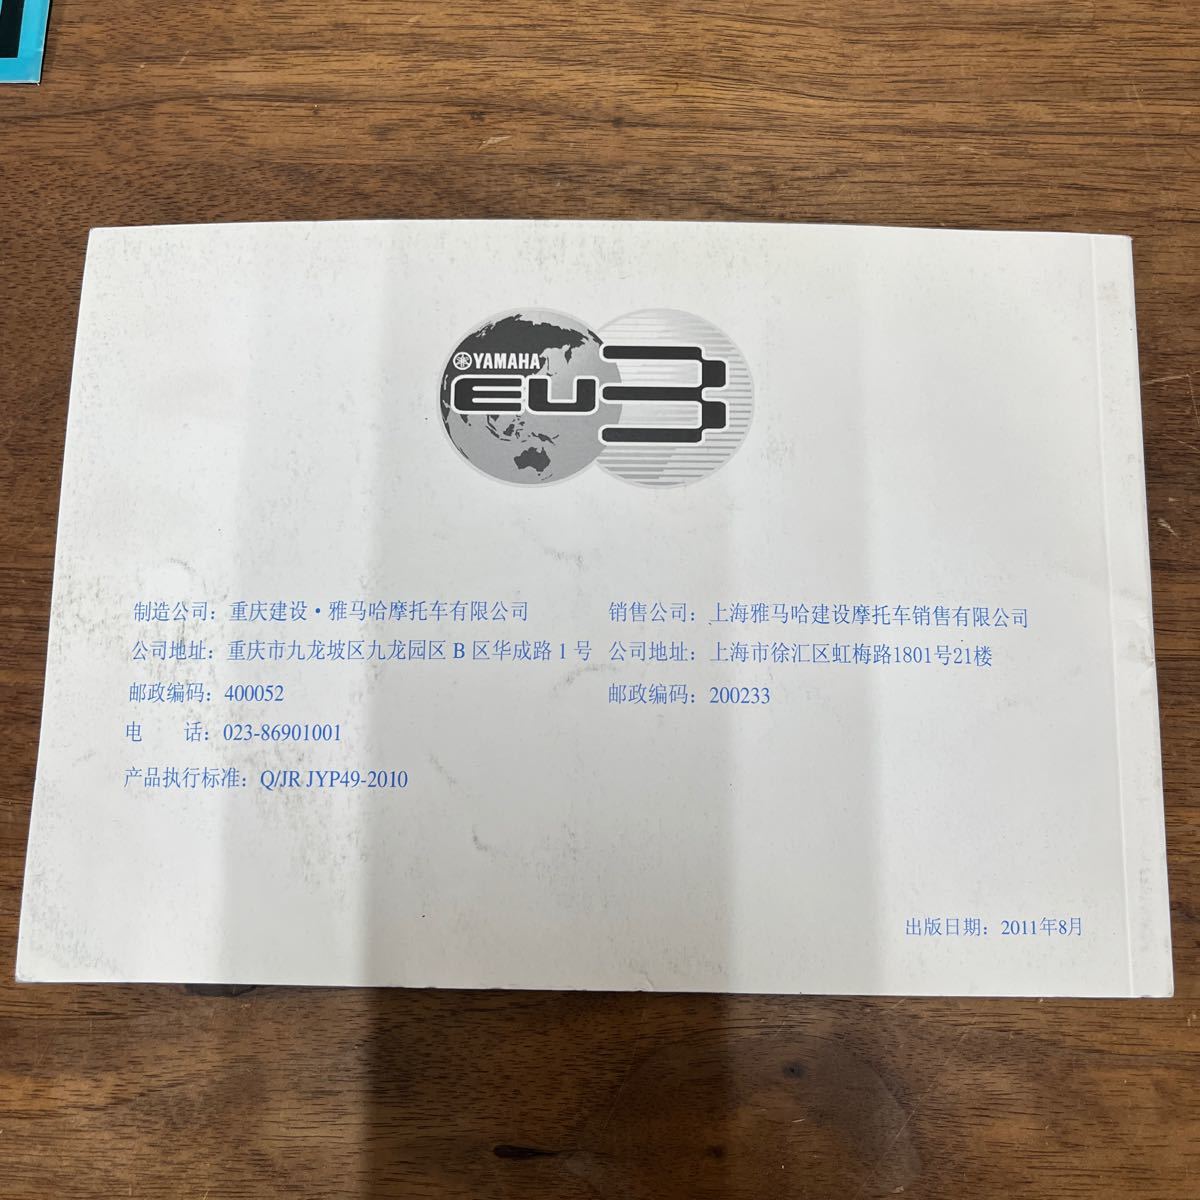 YAMAHA
EU3
制造公司：重庆建设·雅马哈摩托车有限公司
公司地址：重庆市九龙坡区九龙园区 B 区华成路 1 号
邮政编码：400052
电　　话：023-86901001
产品执行标准：Q/JR JYP49-2010
销售公司：上海雅马哈建设摩托车销售有限公司
公司地址：上海市徐汇区虹梅路1801号21楼
邮政编码：200233
出版日期：2011年8月